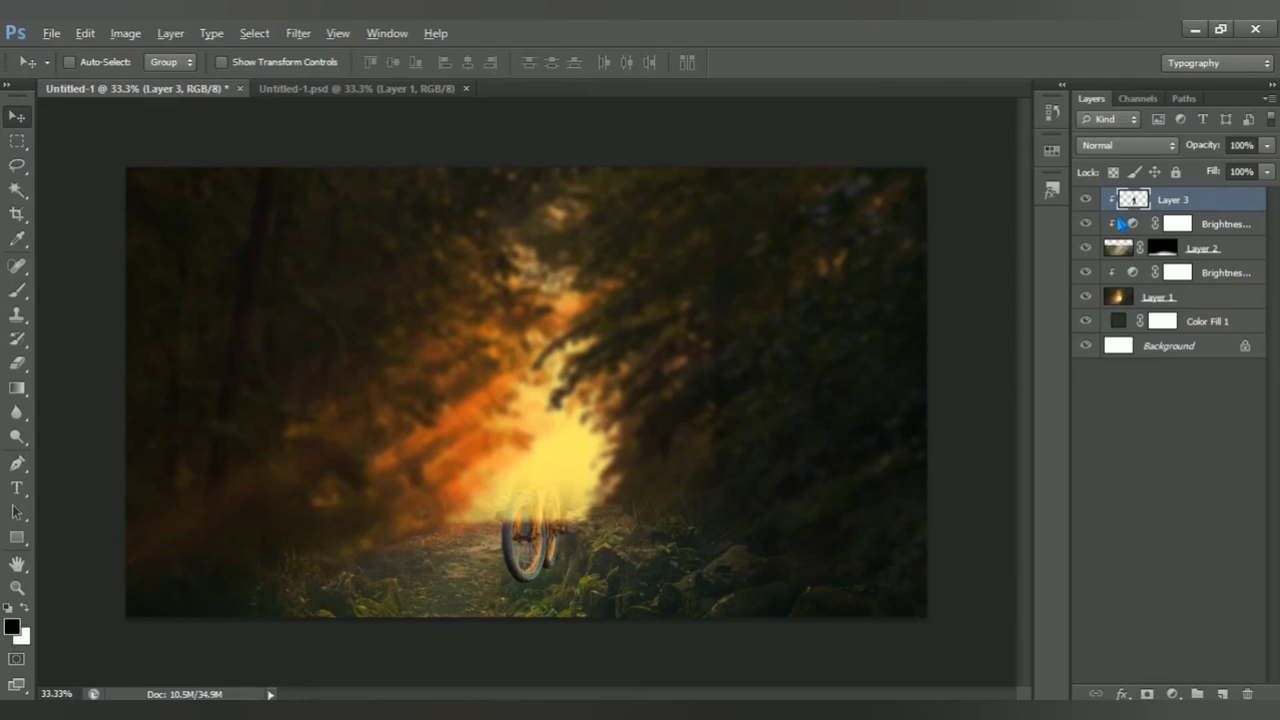 Ps File Edit Image Layer Type Select Filter View Window Help
Auto-Select: Group Show Transform Controls Typography
Untitled-1 @ 33.3% (Layer 3, RGB/8) * × Untitled-1.psd @ 33.3% (Layer 1, RGB/8) ×
Layers Channels Paths
Kind
Normal Opacity: 100%
Lock: Fill: 100%
Layer 3
Brightnes...
Layer 2
Brightnes...
Layer 1
Color Fill 1
Background
33.33% Doc: 10.5M/34.9M